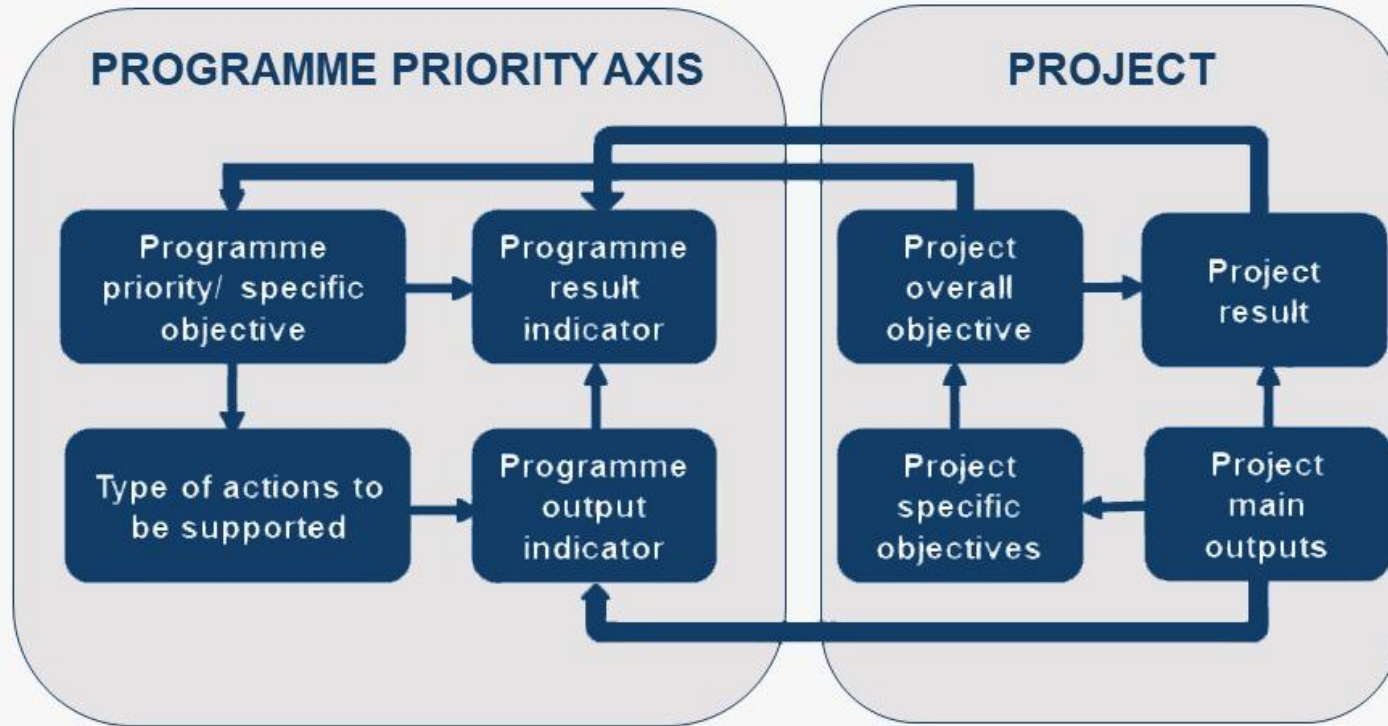 PROGRAMME PRIORITY AXIS
PROJECT
Programme
priority/ specific
objective
Programme
result
indicator
Project
overall
objective
Project
result
Type of actions to
be supported
Programme
output
indicator
Project
specific
objectives
Project
main
outputs